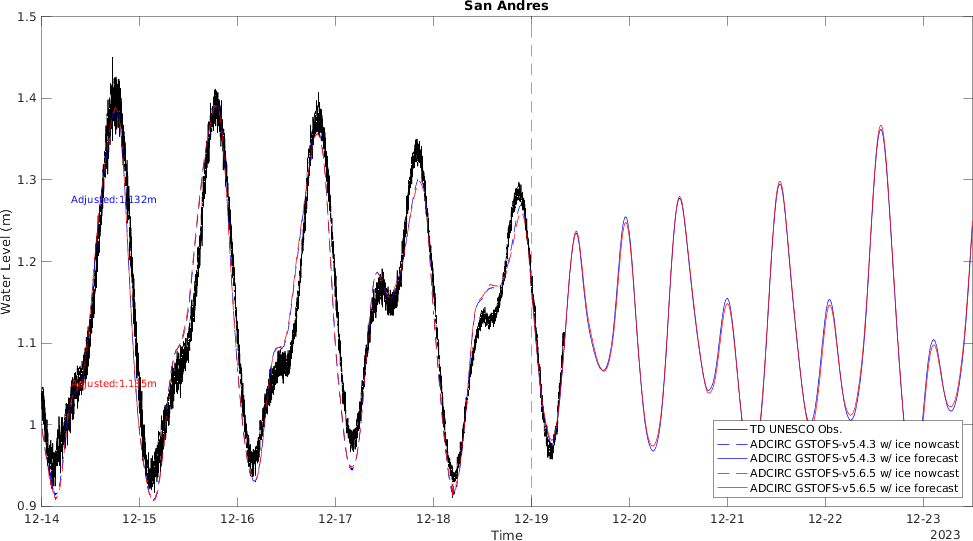 San Andres
1.5
1.4
1.3
1.2
1.1
1
0.9
Water Level (m)
Adjusted:1.132m
Adjusted:1.135m
TD UNESCO Obs.
ADCIRC GSTOFS-v5.4.3 w/ ice nowcast
ADCIRC GSTOFS-v5.4.3 w/ ice forecast
ADCIRC GSTOFS-v5.6.5 w/ ice nowcast
ADCIRC GSTOFS-v5.6.5 w/ ice forecast
12-14 12-15 12-16 12-17 12-18 12-19 12-20 12-21 12-22 12-23
Time
2023